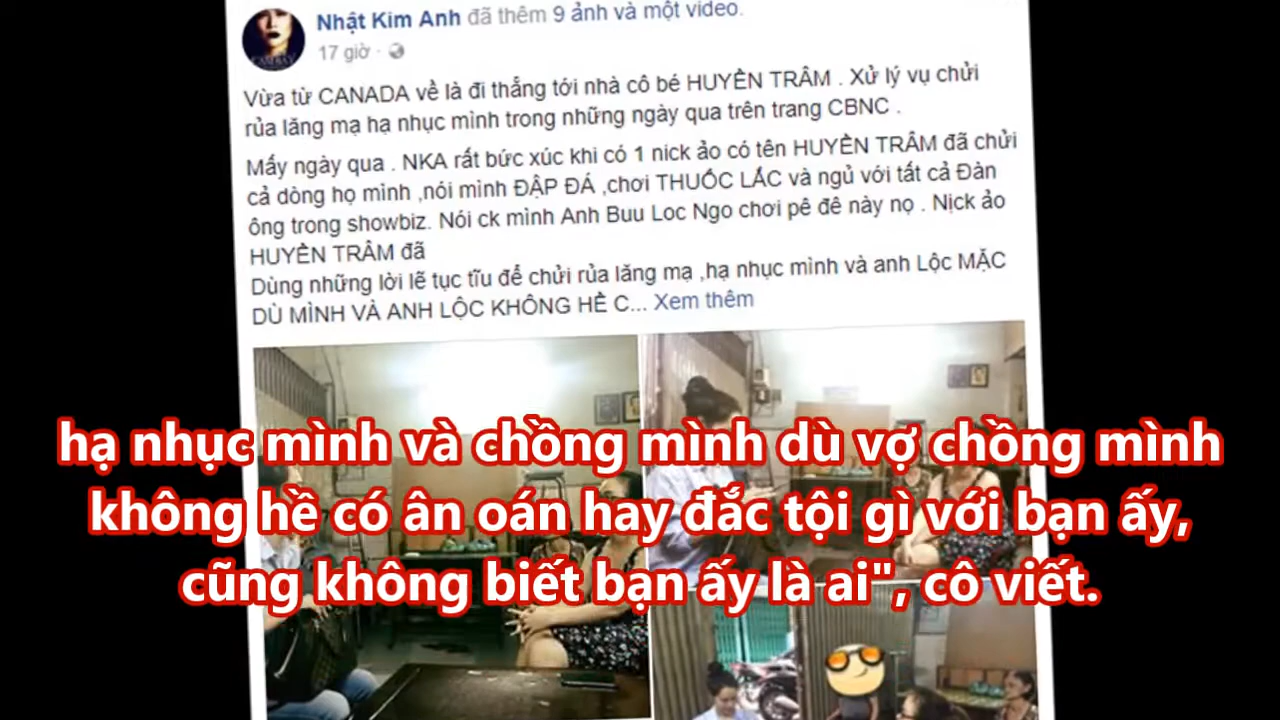 Nhật Kim Anh đã thêm 9 ảnh và một video.
17 giờ ·
Vừa từ CANADA về là đi thẳng tới nhà cô bé HUYỀN TRÂM . Xử lý vụ chửi
rủa lăng mạ hạ nhục mình trong những ngày qua trên trang CBNC .
Mấy ngày qua . NKA rất bức xúc khi có 1 nick ảo có tên HUYỀN TRÂM đã chửi
cả dòng họ mình ,nói mình ĐẬP ĐÁ ,chơi THUỐC LẮC và ngủ với tất cả Đàn
ông trong showbiz. Nói ck mình Anh Buu Loc Ngo chơi pê đê này nọ . Nịck ảo
HUYỀN TRÂM đã
Dùng những lời lẽ tục tĩu để chửi rủa lăng mạ ,hạ nhục mình và anh Lộc MẶC
DÙ MÌNH VÀ ANH LỘC KHÔNG HỀ C... Xem thêm
hạ nhục mình và chồng mình dù vợ chồng mình
không hề có ân oán hay đắc tội gì với bạn ấy,
cũng không biết bạn ấy là ai", cô viết.